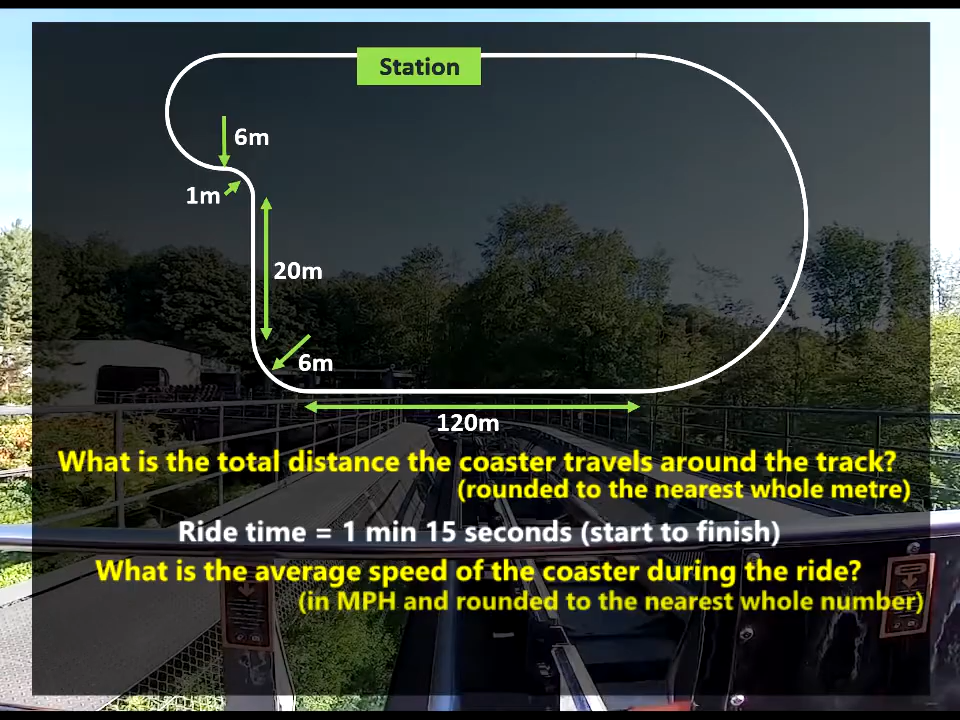 Station
6m
1m
20m
6m
120m
What is the total distance the coaster travels around the track?
(rounded to the nearest whole metre)
Ride time = 1 min 15 seconds (start to finish)
What is the average speed of the coaster during the ride?
(in MPH and rounded to the nearest whole number)